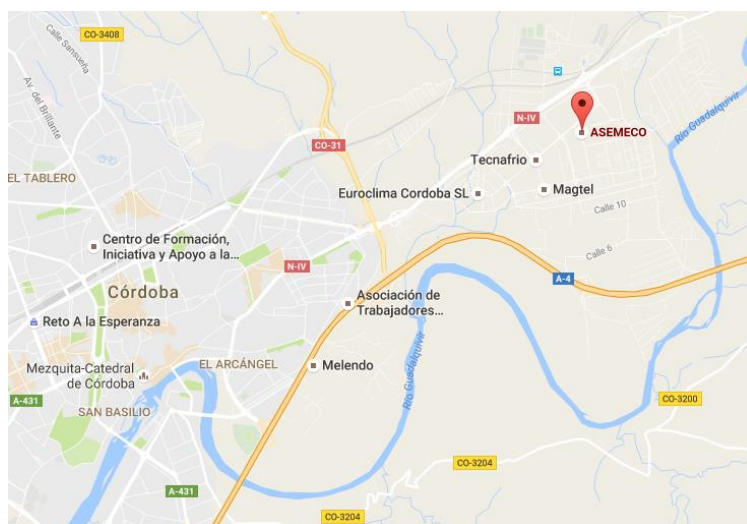 CO-3408
Calle Sansueña
Av. del Brillante
N-IV
ASEMECO
Río Guadalquivir
CO-31
Tecnafrio
EL TABLERO
Euroclima Cordoba SL
Magtel
Calle 10
Centro de Formación,
Iniciativa y Apoyo a la...
Calle 6
N-IV
A-4
Córdoba
Asociación de
Trabajadores...
Reto A la Esperanza
Río Guadalquivir
EL ARCÁNGEL
Melendo
Mezquita-Catedral
de Córdoba
A-431
CO-3200
SAN BASILIO
CO-3204
A-431
CO-3204